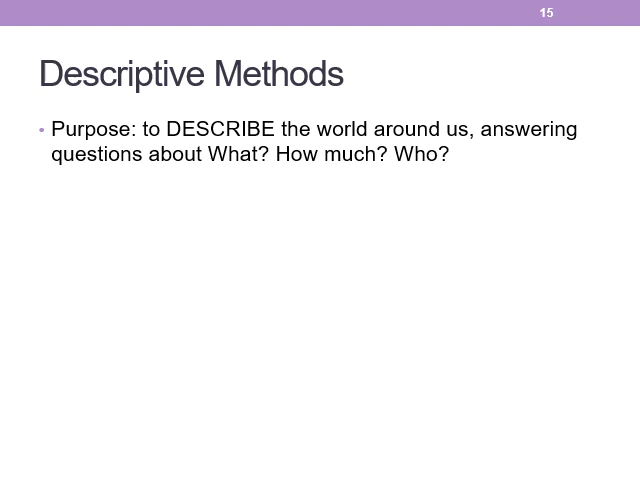 15
Descriptive Methods
• Purpose: to DESCRIBE the world around us, answering
questions about What? How much? Who?